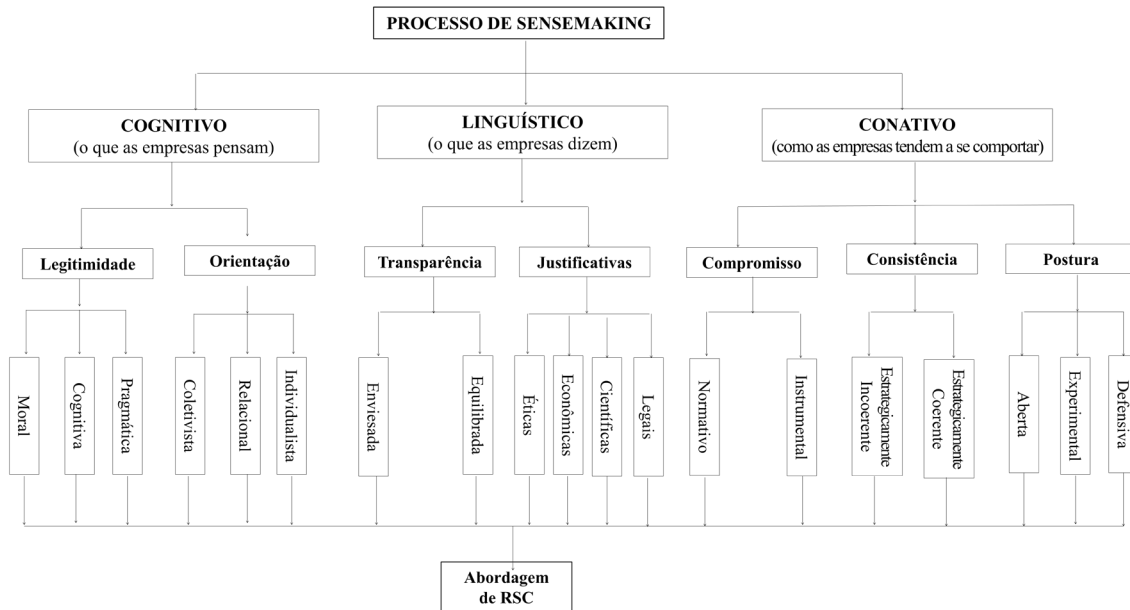 PROCESSO DE SENSEMAKING
COGNITIVO
(o que as empresas pensam)
LINGUÍSTICO
(o que as empresas dizem)
CONATIVO
(como as empresas tendem a se comportar)
Legitimidade
Orientação
Transparência
Justificativas
Compromisso
Consistência
Postura
Moral
Cognitiva
Pragmática
Coletivista
Relacional
Individualista
Enviesada
Equilibrada
Éticas
Econômicas
Científicas
Legais
Normativo
Instrumental
Estrategicamente
Incoerente
Estrategicamente
Coerente
Aberta
Experimental
Defensiva
Abordagem
de RSC